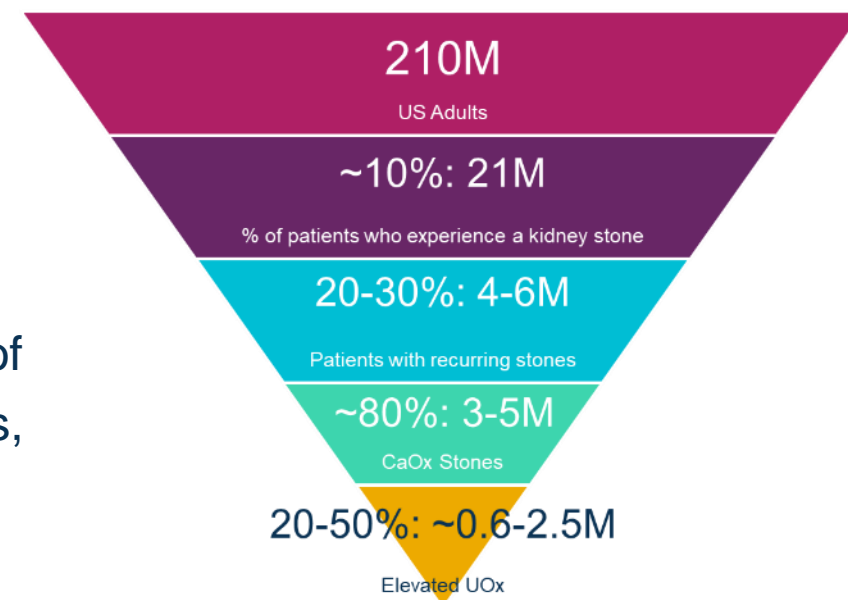 210M
US Adults
~10%: 21M
% of patients who experience a kidney stone
20-30%: 4-6M
of
Patients with recurring stones
~80%: 3-5M
s,
CaOx Stones
20-50%: ~0.6-2.5M
Elevated UOx